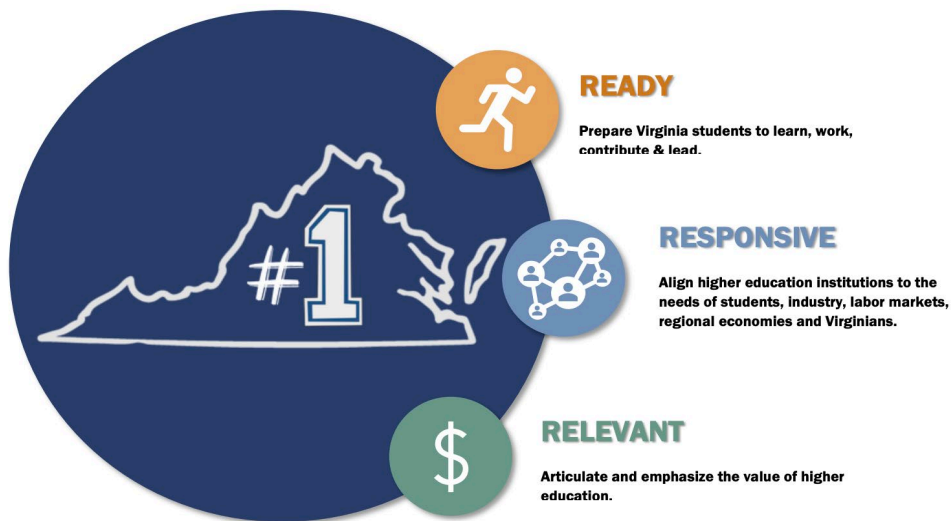 READY
Prepare Virginia students to learn, work,
contribute & lead.
#1
RESPONSIVE
Align higher education institutions to the
needs of students, industry, labor markets,
regional economies and Virginians.
RELEVANT
$
Articulate and emphasize the value of higher
education.